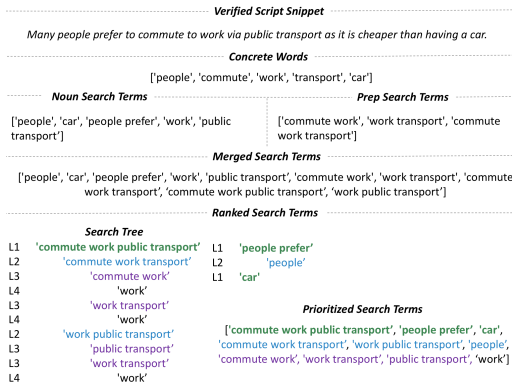 Verified Script Snippet
Many people prefer to commute to work via public transport as it is cheaper than having a car.
Concrete Words
['people', 'commute', 'work', 'transport', 'car']
Noun Search Terms
['people', 'car', 'people prefer', 'work', 'public
transport']
Prep Search Terms
['commute work', 'work transport', 'commute
work transport']
Merged Search Terms
['people', 'car', 'people prefer', 'work', 'public transport', 'commute work', 'work transport', 'commute
work transport', 'commute work public transport', 'work public transport']
Ranked Search Terms
Search Tree
L1 'commute work public transport'
L2 'commute work transport'
L3 'commute work'
L4 'work'
L3 'work transport'
L4 'work'
L2 'work public transport'
L3 'public transport'
L3 'work transport'
L4 'work'
L1 'people prefer'
L2 'people'
L1 'car'
Prioritized Search Terms
['commute work public transport', 'people prefer', 'car',
'commute work transport', 'work public transport', 'people',
'commute work', 'work transport', 'public transport', 'work']